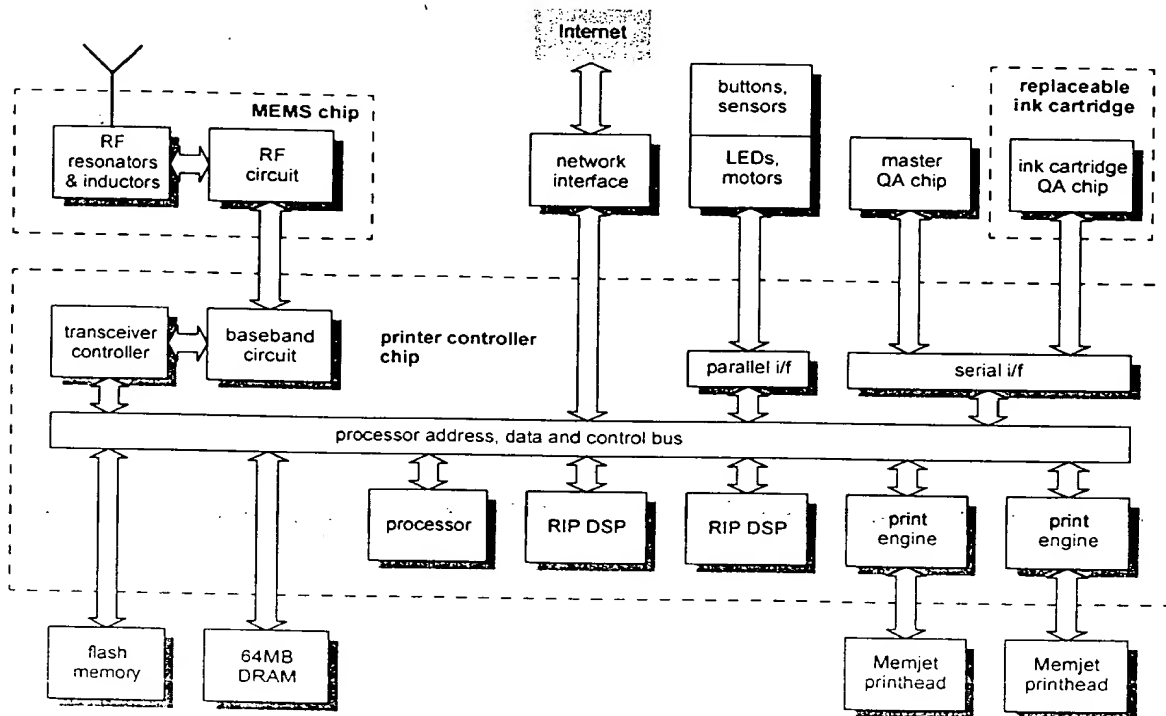 Internet
MEMS chip
RF
resonators
& inductors
RF
circuit
network
interface
buttons,
sensors
LEDs,
motors
master
QA chip
replaceable
ink cartridge
ink cartridge
QA chip
transceiver
controller
baseband
circuit
printer controller
chip
parallel i/f
serial i/f
processor address, data and control bus
processor
RIP DSP
RIP DSP
print
engine
print
engine
flash
memory
64MB
DRAM
Memjet
printhead
Memjet
printhead